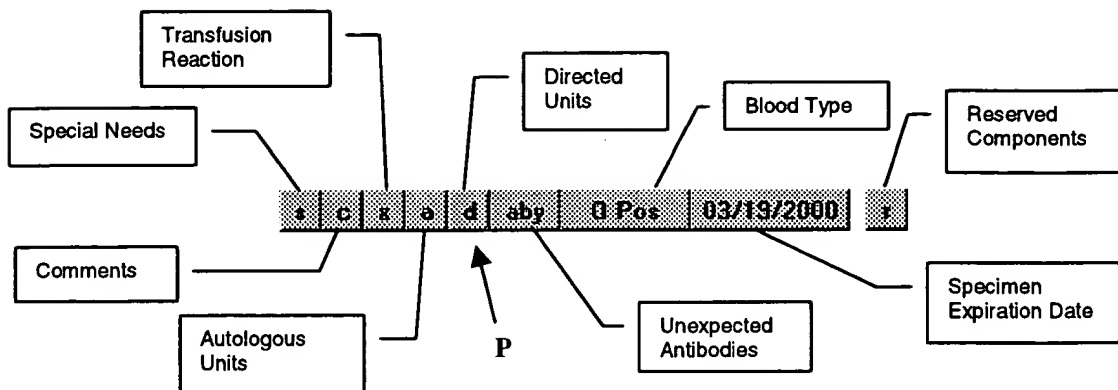 Transfusion
Reaction
Directed
Units
Blood Type
Reserved
Components
Special Needs
s c x a d aby O Pos 03/19/2000 r
Comments
Autologous
Units
P
Unexpected
Antibodies
Specimen
Expiration Date